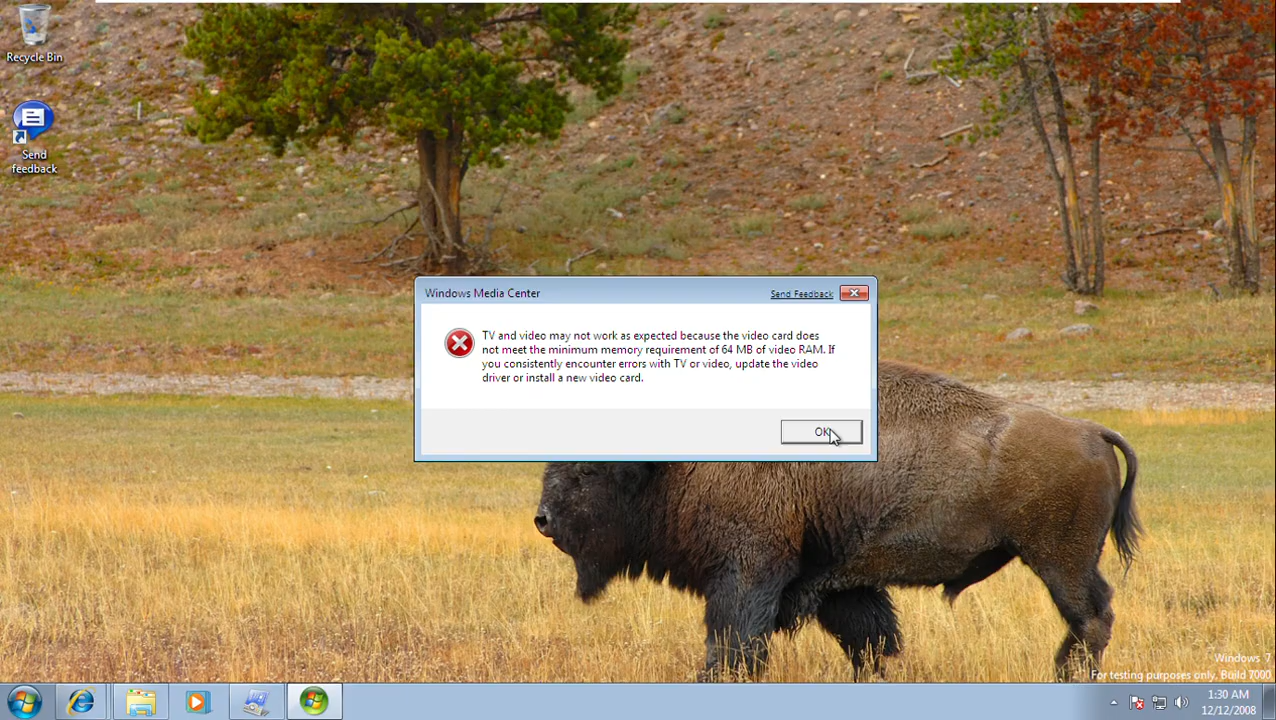 Recycle Bin
Send
feedback
Windows Media Center
Send Feedback
TV and video may not work as expected because the video card does
not meet the minimum memory requirement of 64 MB of video RAM. If
you consistently encounter errors with TV or video, update the video
driver or install a new video card.
OK
Windows 7
For testing purposes only. Build 7000
1:30 AM
12/12/2008